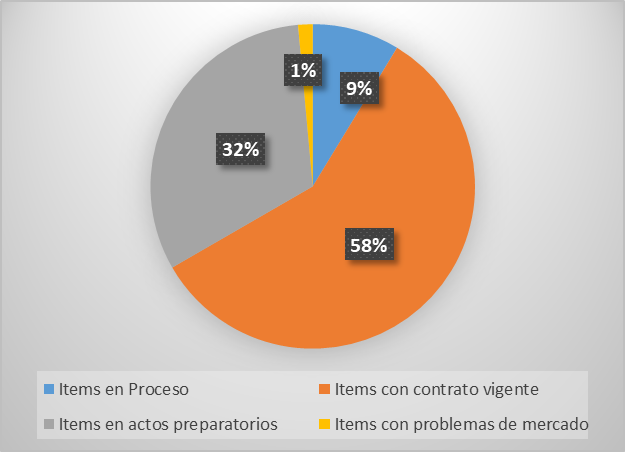 1%
9%
32%
58%
Items en Proceso
Items con contrato vigente
Items en actos preparatorios
Items con problemas de mercado